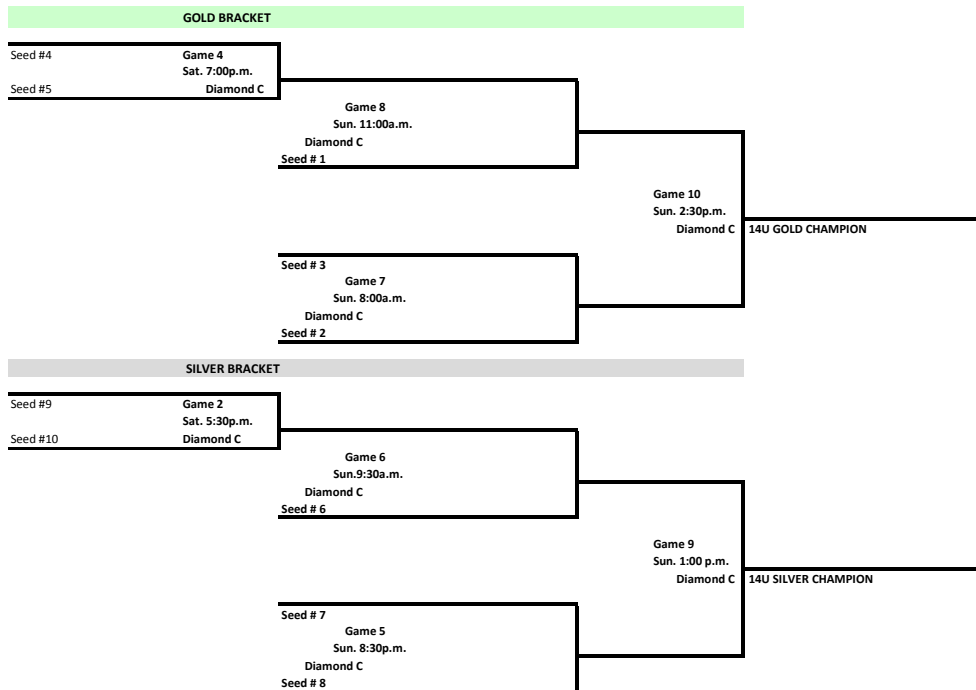 GOLD BRACKET
Seed #4 Game 4
Sat. 7:00p.m.
Seed #5 Diamond C
Game 8
Sun. 11:00a.m.
Diamond C
Seed # 1
Game 10
Sun. 2:30p.m.
Diamond C 14U GOLD CHAMPION
Seed # 3
Game 7
Sun. 8:00a.m.
Diamond C
Seed # 2
SILVER BRACKET
Seed #9 Game 2
Sat. 5:30p.m.
Seed #10 Diamond C
Game 6
Sun.9:30a.m.
Diamond C
Seed # 6
Game 9
Sun. 1:00 p.m.
Diamond C 14U SILVER CHAMPION
Seed # 7
Game 5
Sun. 8:30p.m.
Diamond C
Seed # 8